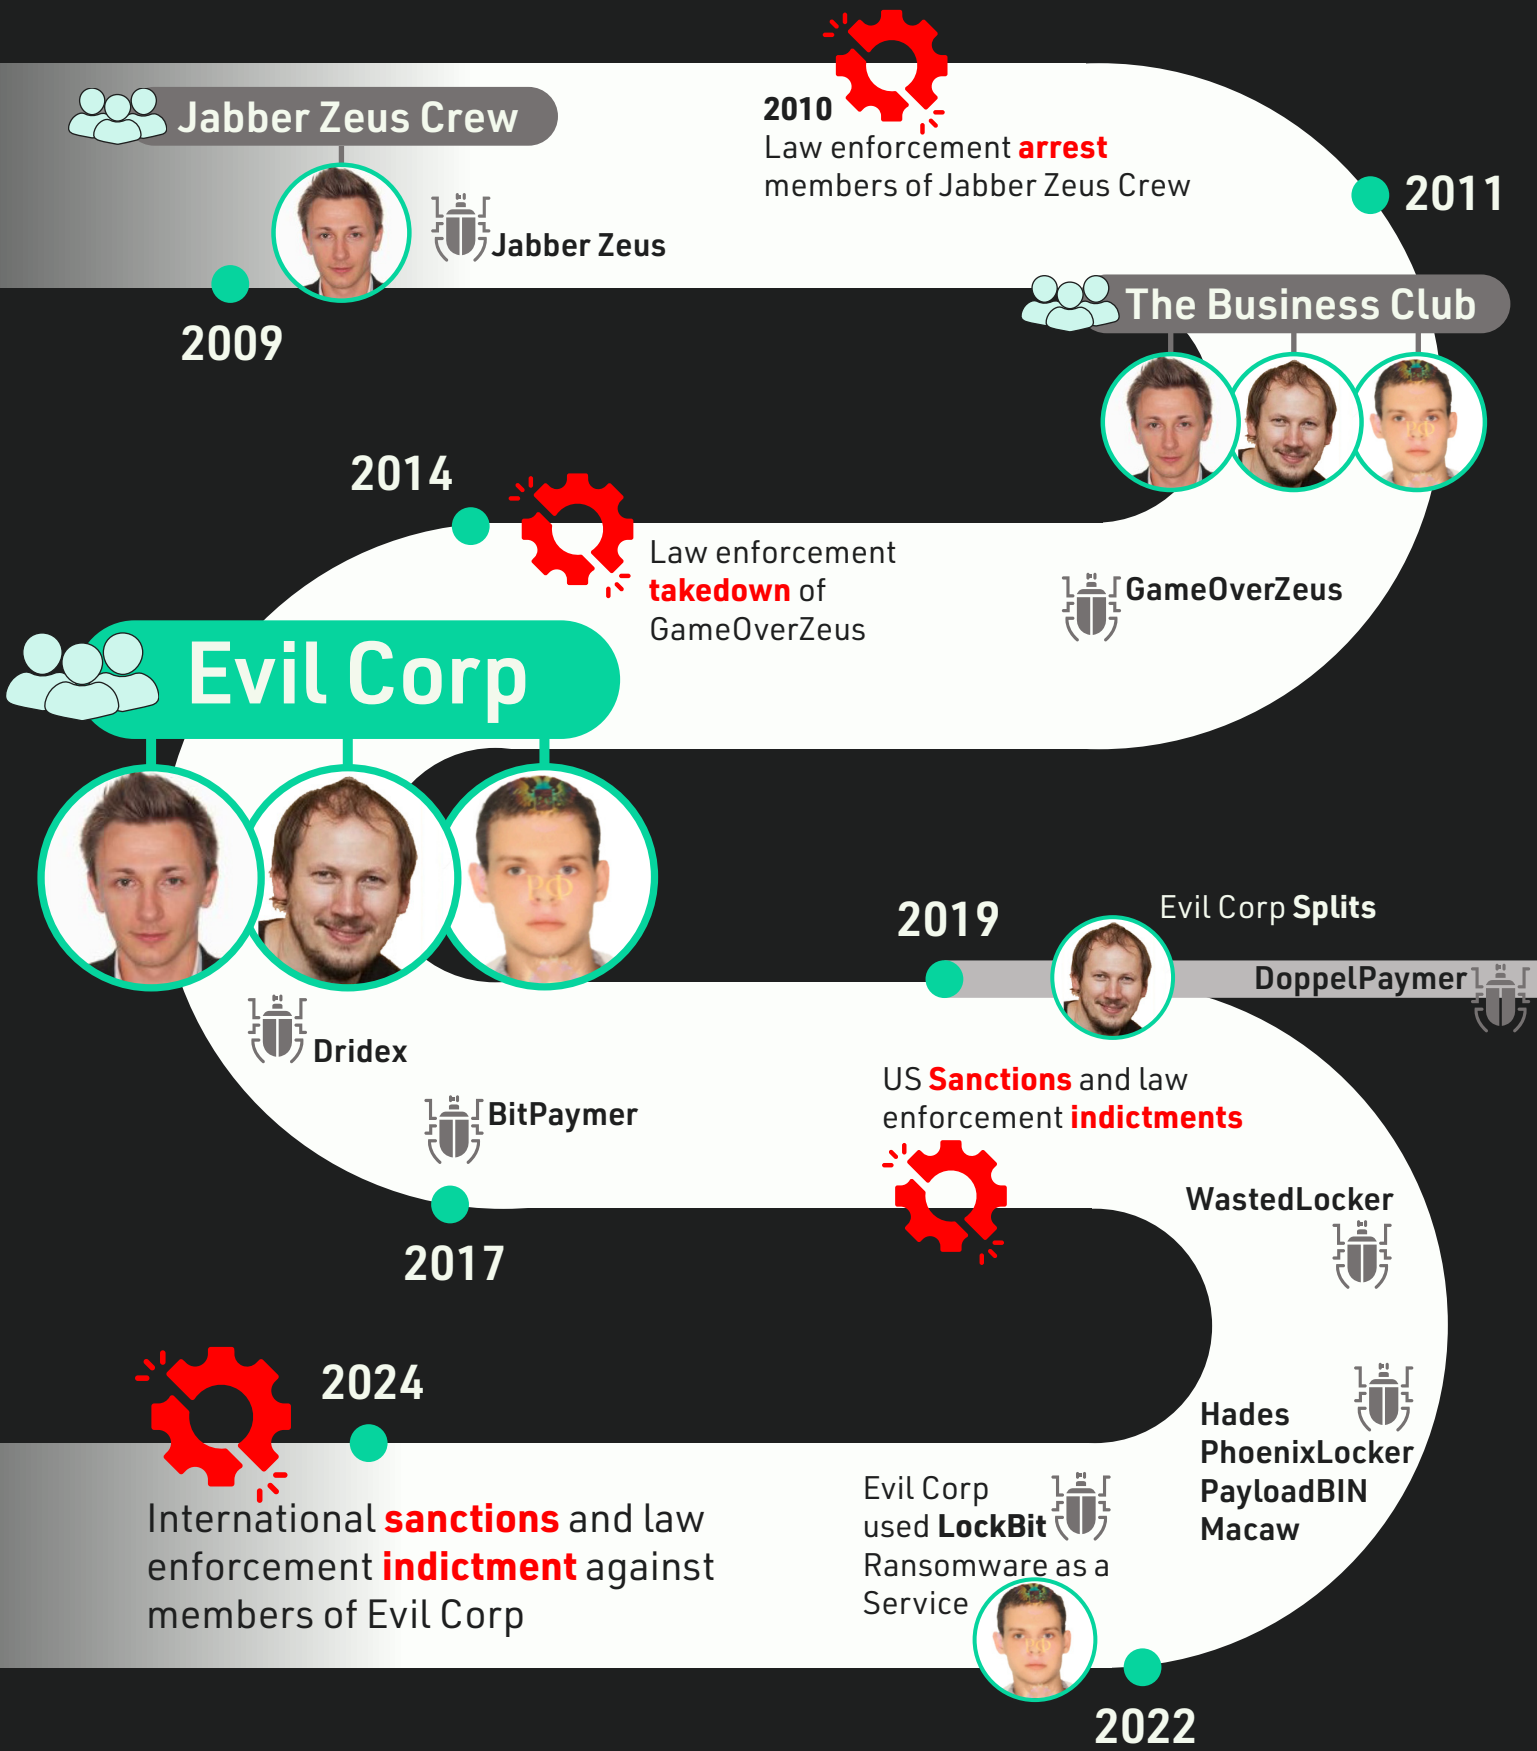 Jabber Zeus Crew
Jabber Zeus
2009
2010
Law enforcement arrest
members of Jabber Zeus Crew
2011
The Business Club
GameOverZeus
2014
Law enforcement
takedown of
GameOverZeus
Evil Corp
РФ
Dridex
BitPaymer
2017
2019
Evil Corp Splits
DoppelPaymer
US Sanctions and law
enforcement indictments
WastedLocker
Hades
PhoenixLocker
PayloadBIN
Macaw
Evil Corp
used LockBit
Ransomware as a
Service
2022
2024
International sanctions and law
enforcement indictment against
members of Evil Corp